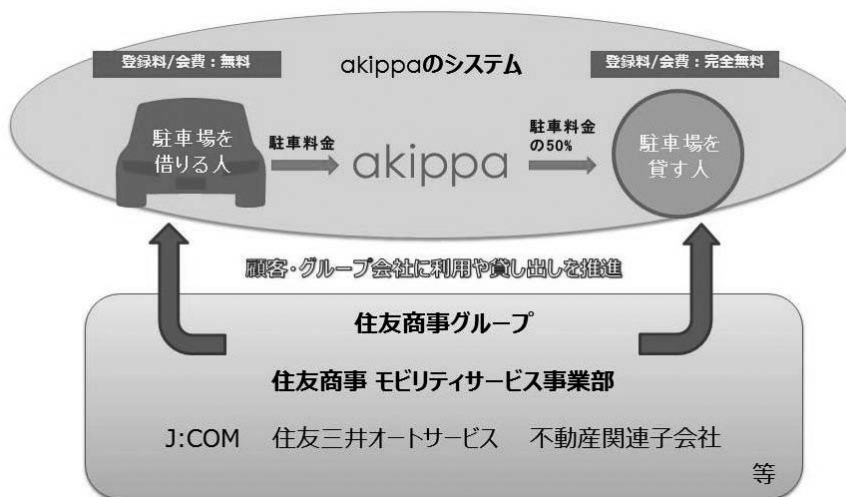 登録料/会費：無料
akippaのシステム
登録料/会費：完全無料
駐車場を
借りる人
駐車料金
akippa
駐車料金
の50%
駐車場を
貸す人
顧客・グループ会社に利用や貸し出しを推進
住友商事グループ
住友商事 モビリティサービス事業部
J:COM 住友三井オートサービス 不動産関連子会社
等